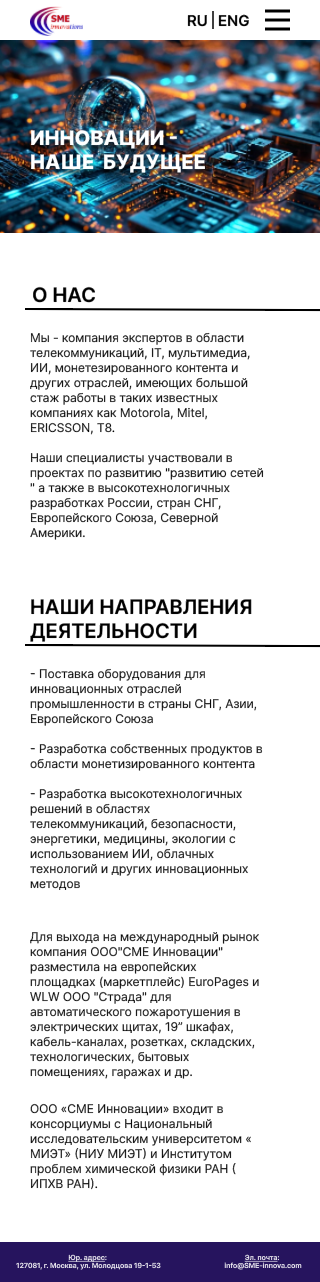 SME
innovations
RU | ENG
ИННОВАЦИИ -
НАШЕ БУДУЩЕЕ
О НАС
Мы - компания экспертов в области
телекоммуникаций, IT, мультимедиа,
ИИ, монетезированного контента и
других отраслей, имеющих большой
стаж работы в таких известных
компаниях как Motorola, Mitel,
ERICSSON, T8.
Наши специалисты участвовали в
проектах по развитию "развитию сетей
" а также в высокотехнологичных
разработках России, стран СНГ,
Европейского Союза, Северной
Америки.
НАШИ НАПРАВЛЕНИЯ
ДЕЯТЕЛЬНОСТИ
- Поставка оборудования для
инновационных отраслей
промышленности в страны СНГ, Азии,
Европейского Союза
- Разработка собственных продуктов в
области монетизированного контента
- Разработка высокотехнологичных
решений в областях
телекоммуникаций, безопасности,
энергетики, медицины, экологии с
использованием ИИ, облачных
технологий и других инновационных
методов
Для выхода на международный рынок
компания ООО"СМЕ Инновации"
разместила на европейских
площадках (маркетплейс) EuroPages и
WLW ООО "Страда" для
автоматического пожаротушения в
электрических щитах, 19” шкафах,
кабель-каналах, розетках, складских,
технологических, бытовых
помещениях, гаражах и др.
ООО «СМЕ Инновации» входит в
консорциумы с Национальный
исследовательским университетом «
МИЭТ» (НИУ МИЭТ) и Институтом
проблем химической физики РАН (
ИПХВ РАН).
Юр. адрес:
127081, г. Москва, ул. Молодцова 19-1-53
Эл. почта:
info@SME-innova.com